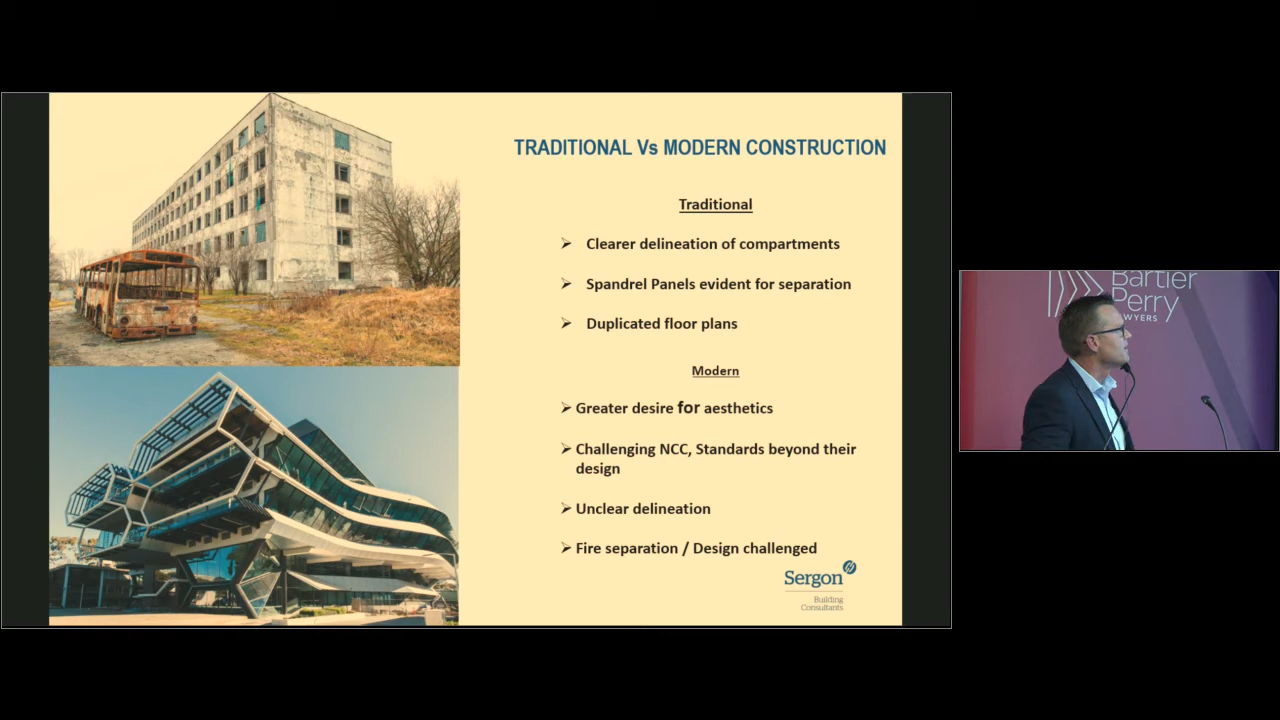 TRADITIONAL Vs MODERN CONSTRUCTION
Traditional
Clearer delineation of compartments
Spandrel Panels evident for separation
Duplicated floor plans
Modern
Greater desire for aesthetics
Challenging NCC, Standards beyond their
design
Unclear delineation
Fire separation / Design challenged
Sergon
Building
Consultants
Bartier
Perry
WYERS